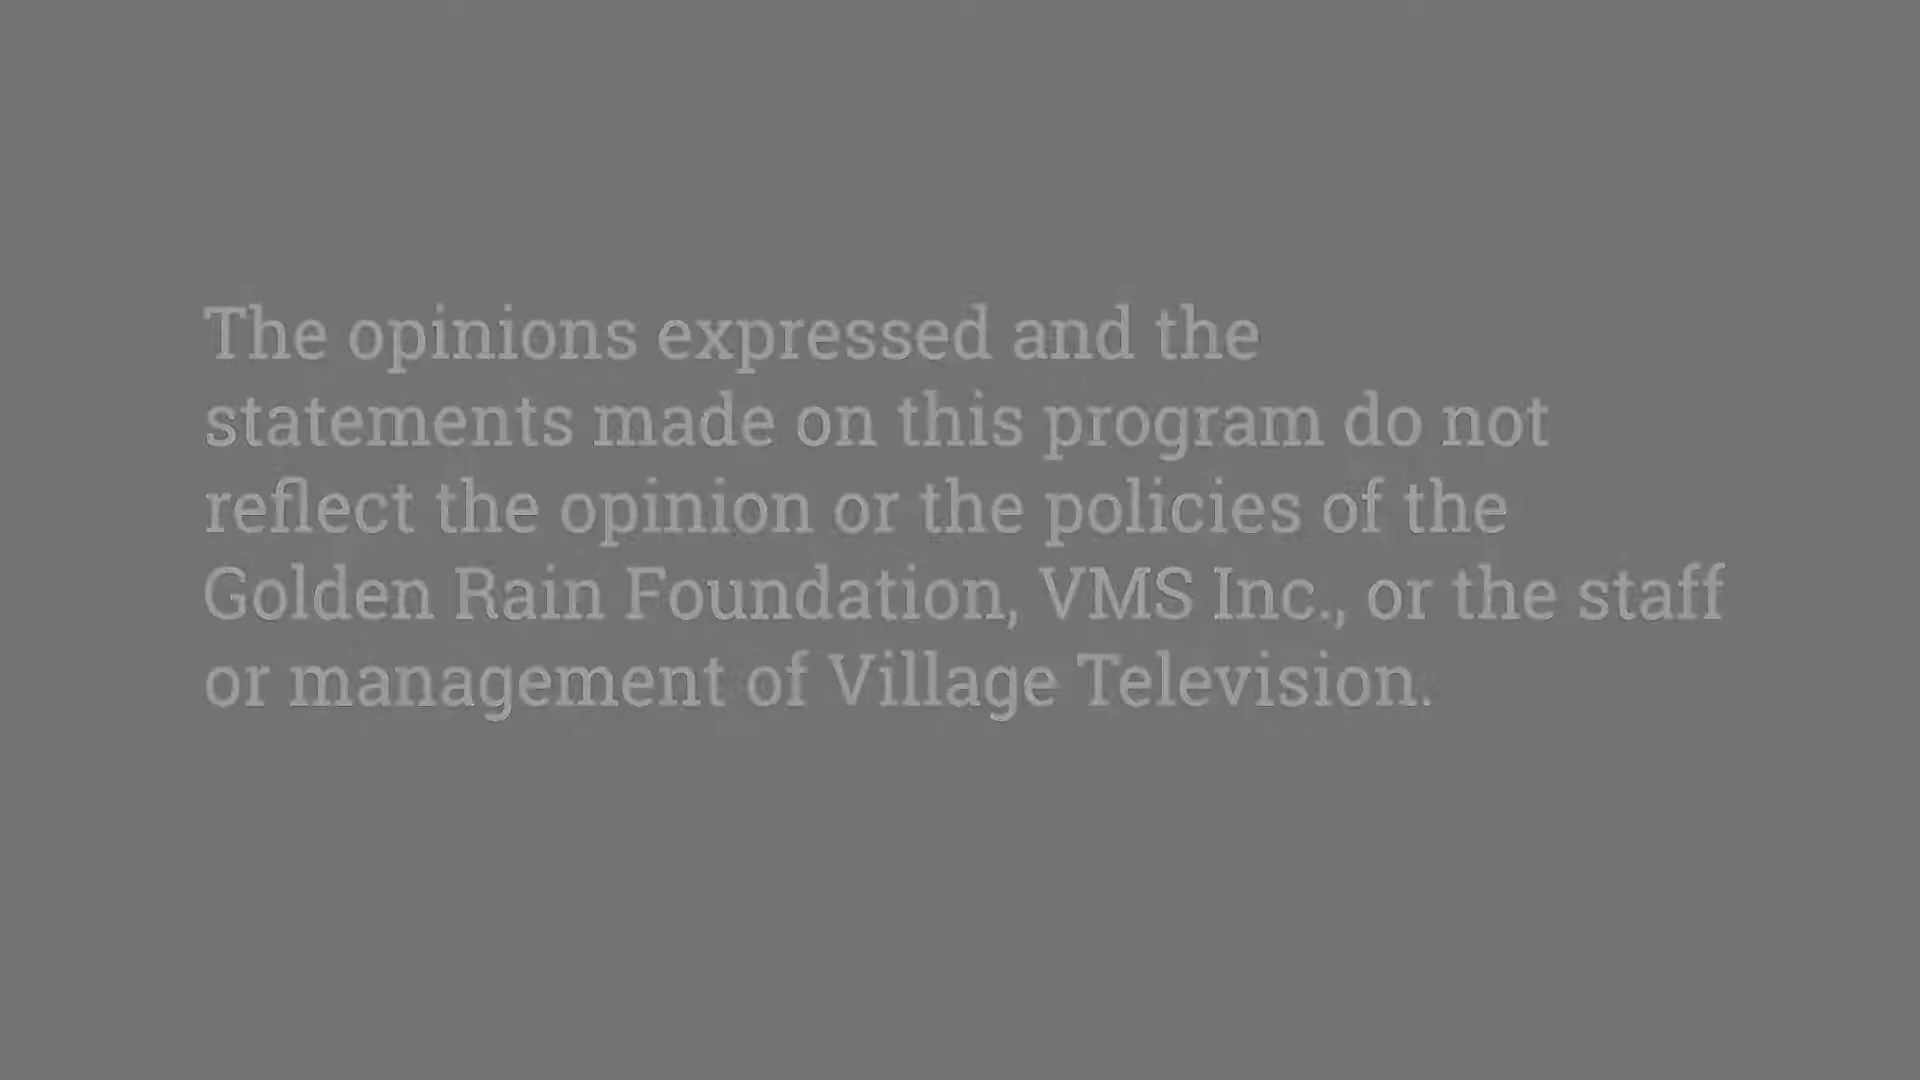 The opinions expressed and the
statements made on this program do not
reflect the opinion or the policies of the
Golden Rain Foundation, VMS Inc., or the staff
or management of Village Television.